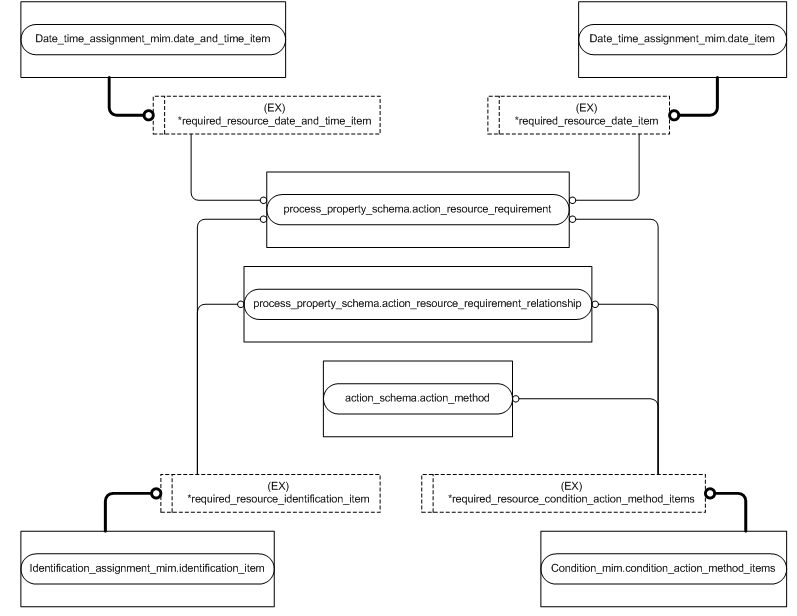 Date_time_assignment_mim.date_and_time_item
Date_time_assignment_mim.date_item
(EX)
*required_resource_date_and_time_item
(EX)
*required_resource_date_item
process_property_schema.action_resource_requirement
process_property_schema.action_resource_requirement_relationship
action_schema.action_method
(EX)
*required_resource_identification_item
(EX)
*required_resource_condition_action_method_items
Identification_assignment_mim.identification_item
Condition_mim.condition_action_method_items